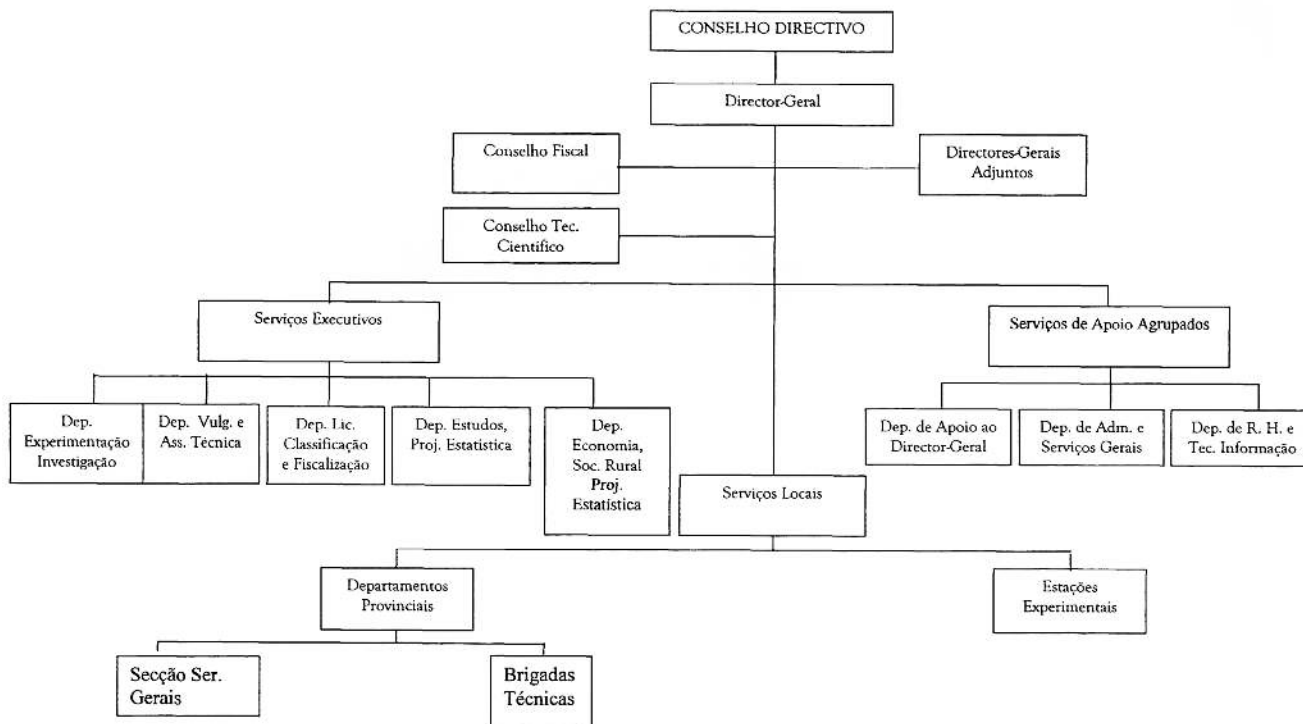 CONSELHO DIRECTIVO
Director-Geral
Conselho Fiscal
Directores-Gerais
Adjuntos
Conselho Tec.
Cientifico
Serviços Executivos
Serviços de Apoio Agrupados
Dep.
Experimentação
Investigação
Dep. Vulg. e
Ass. Técnica
Dep. Lic.
Classificação
e Fiscalização
Dep. Estudos,
Proj. Estatistica
Dep.
Economia,
Soc. Rural
Proj.
Estatística
Dep. de Apoio ao
Director-Geral
Dep. de Adm. e
Serviços Gerais
Dep. de R. H. e
Tec. Informação
Serviços Locais
Departamentos
Provinciais
Estações
Experimentais
Secção Ser.
Gerais
Brigadas
Técnicas